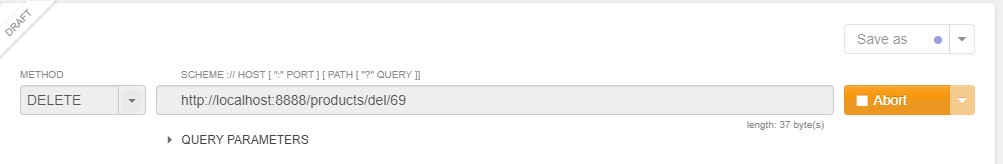 DRAFT
Save as
METHOD
SCHEME :// HOST [ ":" PORT ] [ PATH [ "?" QUERY ]]
DELETE
http://localhost:8888/products/del/69
Abort
length: 37 byte(s)
QUERY PARAMETERS